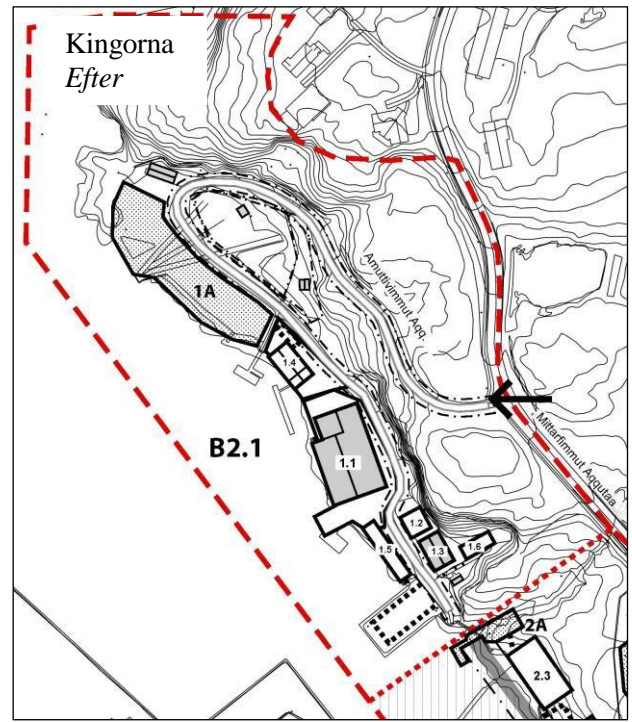 Kingorna
Efter
1A
Amuttivimmut Aqq.
1.4
B2.1
1.1
Mittarfimmut Aqqutaa
1.2
1.5
1.3
1.6
2A
2.3